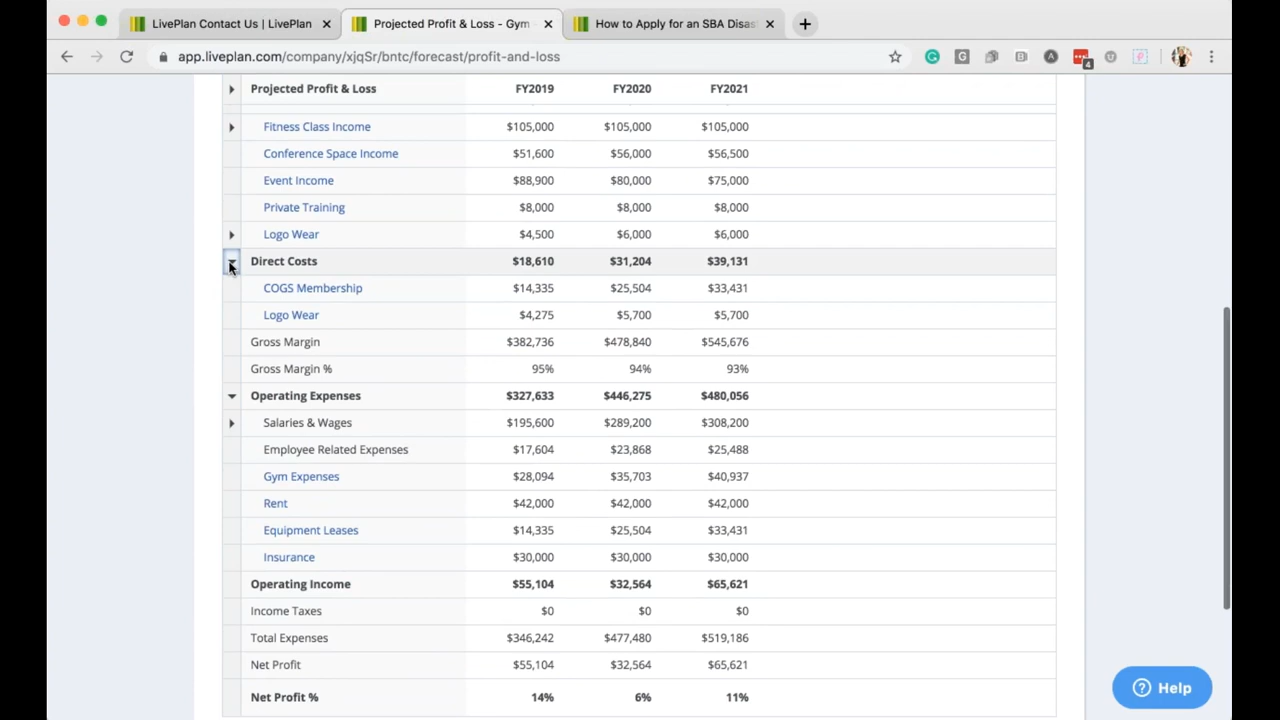 LivePlan Contact Us | LivePlan
Projected Profit & Loss - Gym
How to Apply for an SBA Disas
app.liveplan.com/company/xjqSr/bntc/forecast/profit-and-loss
4
Projected Profit & Loss FY2019 FY2020 FY2021
Fitness Class Income $105,000 $105,000 $105,000
Conference Space Income $51,600 $56,000 $56,500
Event Income $88,900 $80,000 $75,000
Private Training $8,000 $8,000 $8,000
Logo Wear $4,500 $6,000 $6,000
Direct Costs $18,610 $31,204 $39,131
COGS Membership $14,335 $25,504 $33,431
Logo Wear $4,275 $5,700 $5,700
Gross Margin $382,736 $478,840 $545,676
Gross Margin % 95% 94% 93%
Operating Expenses $327,633 $446,275 $480,056
Salaries & Wages $195,600 $289,200 $308,200
Employee Related Expenses $17,604 $23,868 $25,488
Gym Expenses $28,094 $35,703 $40,937
Rent $42,000 $42,000 $42,000
Equipment Leases $14,335 $25,504 $33,431
Insurance $30,000 $30,000 $30,000
Operating Income $55,104 $32,564 $65,621
Income Taxes $0 $0 $0
Total Expenses $346,242 $477,480 $519,186
Net Profit $55,104 $32,564 $65,621
Net Profit % 14% 6% 11%
Help